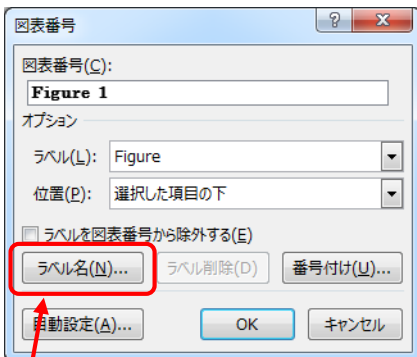 図表番号
図表番号(C):
Figure 1
オプション
ラベル(L): Figure
位置(P): 選択した項目の下
ラベルを図表番号から除外する(E)
ラベル名(N)... ラベル削除(D) 番号付け(U)...
自動設定(A)... OK キャンセル